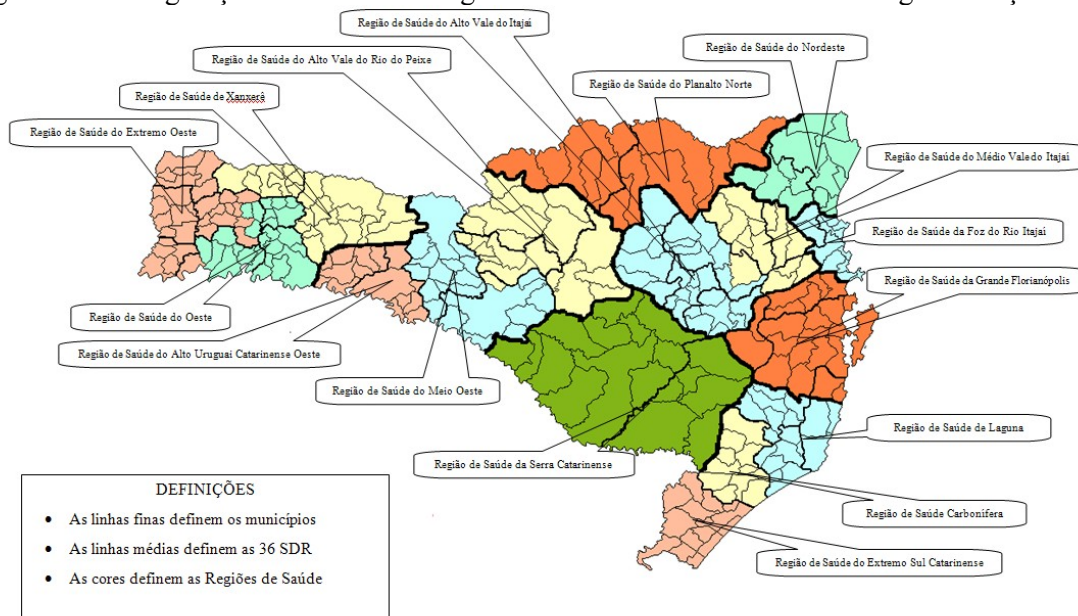 Região de Saúde do Alto Vale do Itajaí
Região de Saúde do Nordeste
Região de Saúde do Alto Vale do Rio do Peixe
Região de Saúde do Planalto Norte
Região de Saúde de Xanxerê
Região de Saúde do Extremo Oeste
Região de Saúde do Médio Vale do Itajaí
Região de Saúde da Foz do Rio Itajaí
Região de Saúde da Grande Florianópolis
Região de Saúde do Oeste
Região de Saúde do Alto Uruguai Catarinense Oeste
Região de Saúde do Meio Oeste
Região de Saúde de Laguna
Região de Saúde da Serra Catarinense
Região de Saúde Carbonífera
Região de Saúde do Extremo Sul Catarinense
DEFINIÇÕES
• As linhas finas definem os municípios
• As linhas médias definem as 36 SDR
• As cores definem as Regiões de Saúde